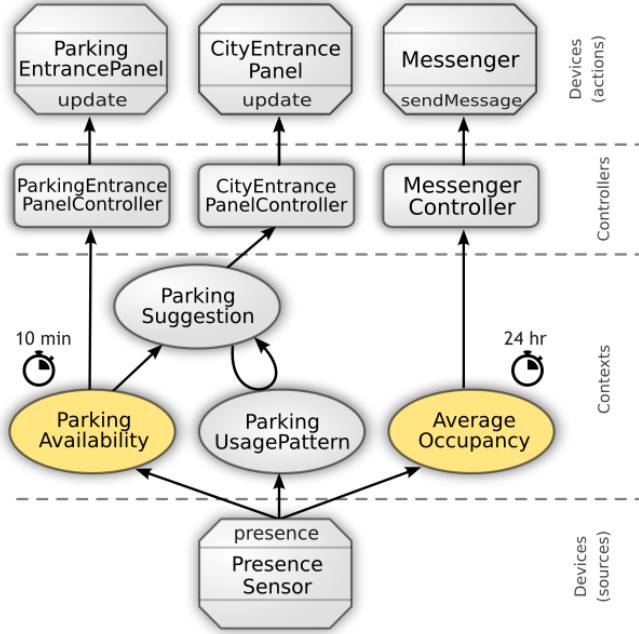 Parking
EntrancePanel
update
CityEntrance
Panel
update
Messenger
sendMessage
Devices
(actions)
ParkingEntrance
PanelController
CityEntrance
PanelController
Messenger
Controller
Controllers
Parking
Suggestion
10 min
24 hr
Parking
Availability
Parking
UsagePattern
Average
Occupancy
Contexts
presence
Presence
Sensor
Devices
(sources)